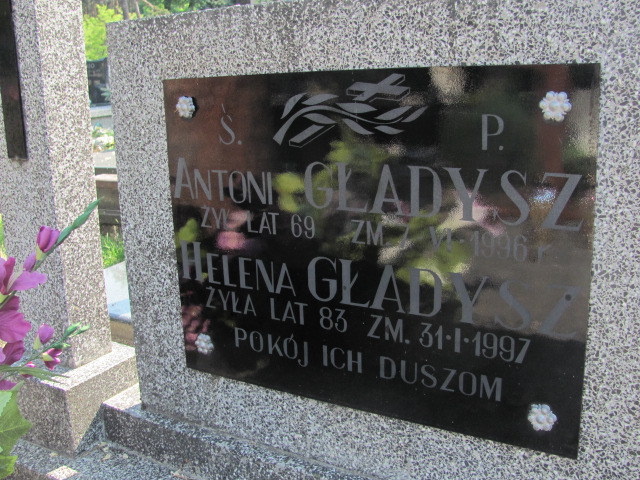 Ś. P.
ANTONI GŁADYSZ
ŻYŁ LAT 69 ZM. 7.VI.1996 r.
HELENA GŁADYSZ
ŻYŁA LAT 83 ZM. 31.I.1997
POKÓJ ICH DUSZOM